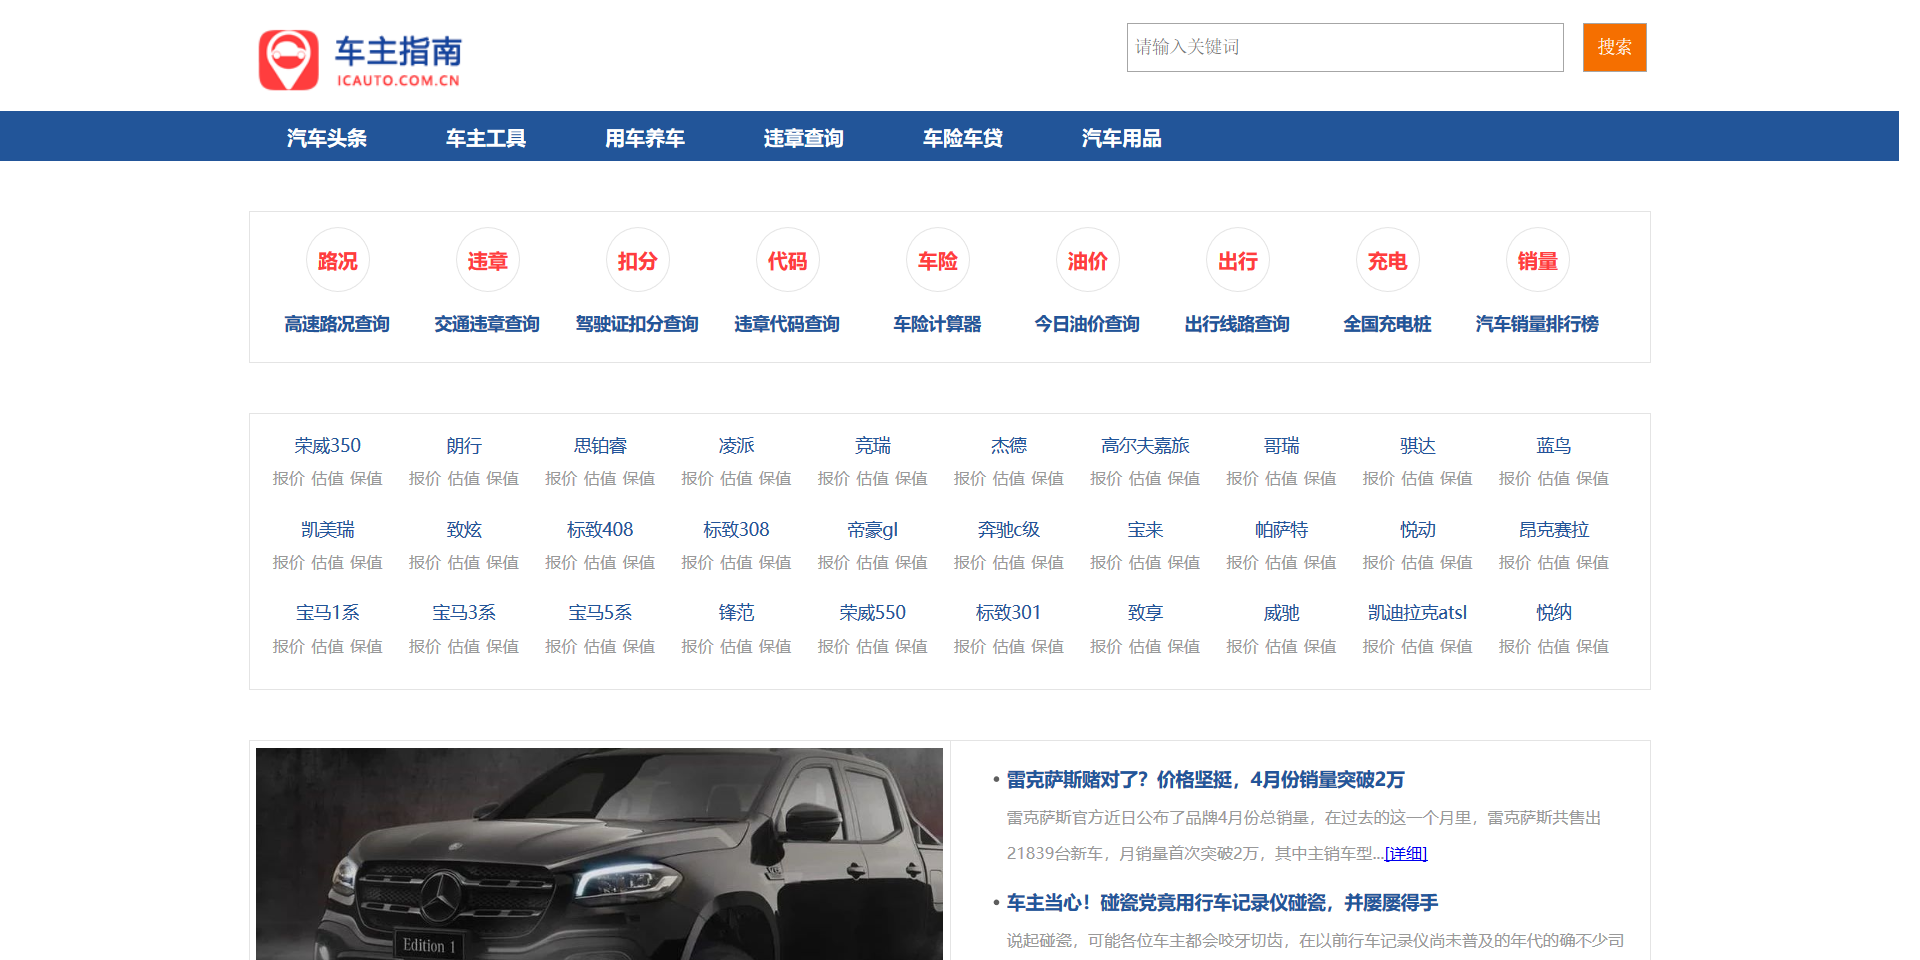 车主指南
ICAUTO.COM.CN
请输入关键词
搜索
汽车头条 车主工具 用车养车 违章查询 车险车贷 汽车用品
路况 违章 扣分 代码 车险 油价 出行 充电 销量
高速路况查询 交通违章查询 驾驶证扣分查询 违章代码查询 车险计算器 今日油价查询 出行线路查询 全国充电桩 汽车销量排行榜
荣威350 朗行 思铂睿 凌派 竞瑞 杰德 高尔夫嘉旅 哥瑞 骐达 蓝鸟
报价 估值 保值 报价 估值 保值 报价 估值 保值 报价 估值 保值 报价 估值 保值 报价 估值 保值 报价 估值 保值 报价 估值 保值 报价 估值 保值 报价 估值 保值
凯美瑞 致炫 标致408 标致308 帝豪gl 奔驰c级 宝来 帕萨特 悦动 昂克赛拉
报价 估值 保值 报价 估值 保值 报价 估值 保值 报价 估值 保值 报价 估值 保值 报价 估值 保值 报价 估值 保值 报价 估值 保值 报价 估值 保值 报价 估值 保值
宝马1系 宝马3系 宝马5系 锋范 荣威550 标致301 致享 威驰 凯迪拉克atsl 悦纳
报价 估值 保值 报价 估值 保值 报价 估值 保值 报价 估值 保值 报价 估值 保值 报价 估值 保值 报价 估值 保值 报价 估值 保值 报价 估值 保值 报价 估值 保值
Edition 1
• 雷克萨斯赌对了？价格坚挺，4月份销量突破2万
雷克萨斯官方近日公布了品牌4月份总销量，在过去的这一个月里，雷克萨斯共售出
21839台新车，月销量首次突破2万，其中主销车型...[详细]
• 车主当心！碰瓷党竟用行车记录仪碰瓷，并屡屡得手
说起碰瓷，可能各位车主都会咬牙切齿，在以前行车记录仪尚未普及的年代的确不少司